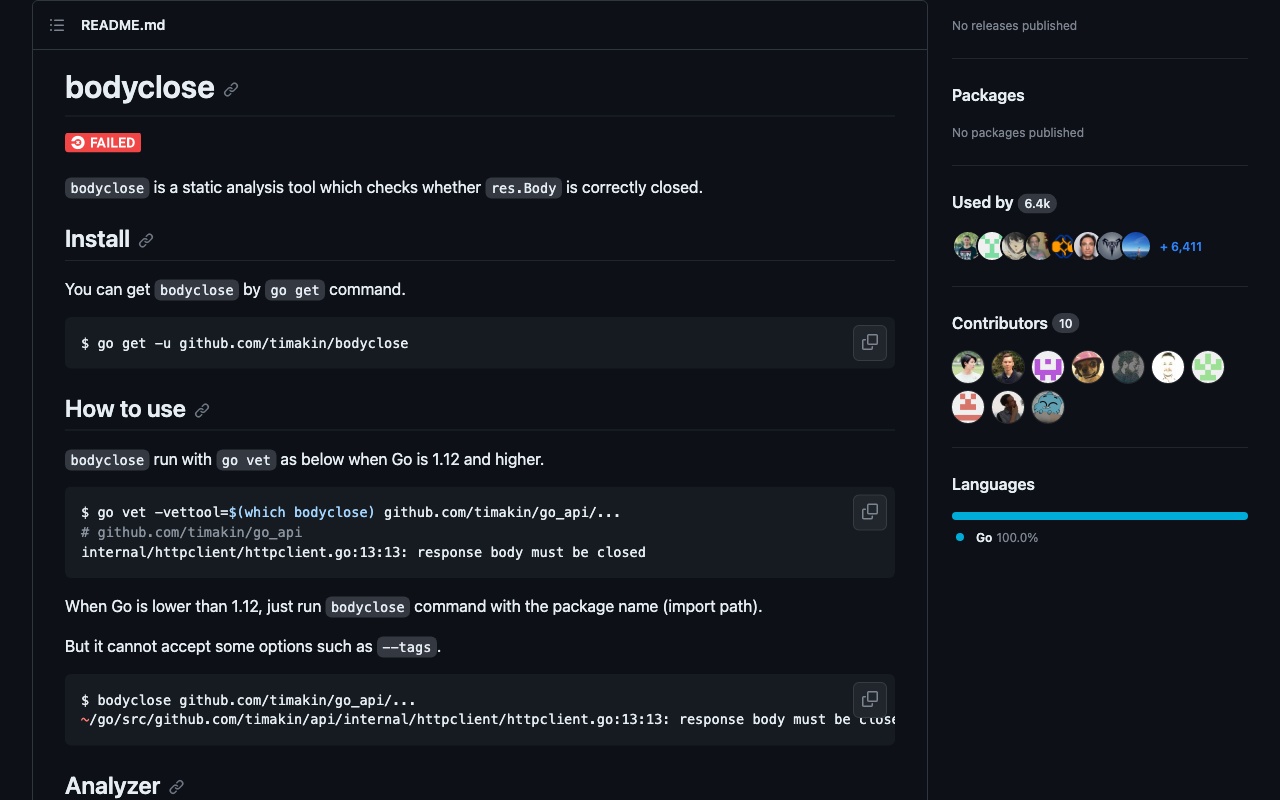 README.md
bodyclose
FAILED
bodyclose is a static analysis tool which checks whether res.Body is correctly closed.
Install
You can get bodyclose by go get command.
$ go get -u github.com/timakin/bodyclose
How to use
bodyclose run with go vet as below when Go is 1.12 and higher.
$ go vet -vettool=$(which bodyclose) github.com/timakin/go_api/...
# github.com/timakin/go_api
internal/httpclient/httpclient.go:13:13: response body must be closed
When Go is lower than 1.12, just run bodyclose command with the package name (import path).
But it cannot accept some options such as --tags.
$ bodyclose github.com/timakin/go_api/...
~/go/src/github.com/timakin/api/internal/httpclient/httpclient.go:13:13: response body must be close
Analyzer
No releases published
Packages
No packages published
Used by 6.4k
+ 6,411
Contributors 10
Languages
Go 100.0%